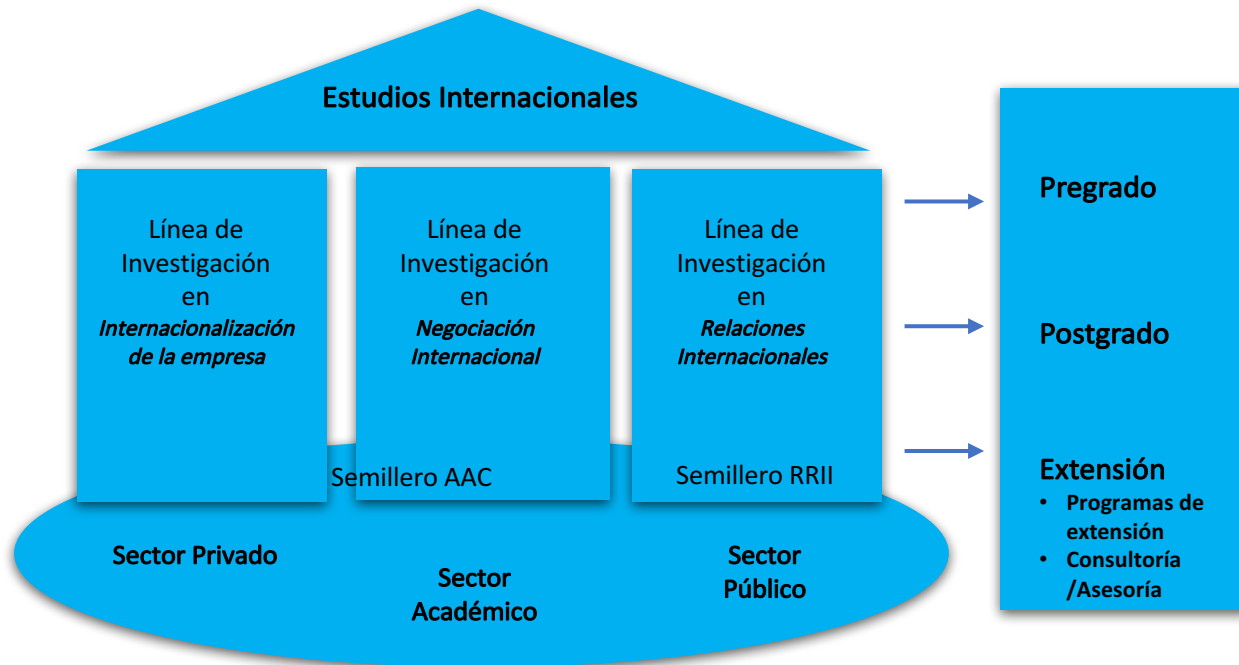 Estudios Internacionales
Línea de
Investigación
en
Internacionalización
de la empresa
Línea de
Investigación
en
Negociación
Internacional
Línea de
Investigación
en
Relaciones
Internacionales
Semillero AAC
Semillero RRII
Sector Privado
Sector
Académico
Sector
Público
Pregrado
Postgrado
Extensión
• Programas de
extensión
• Consultoría
/Asesoría